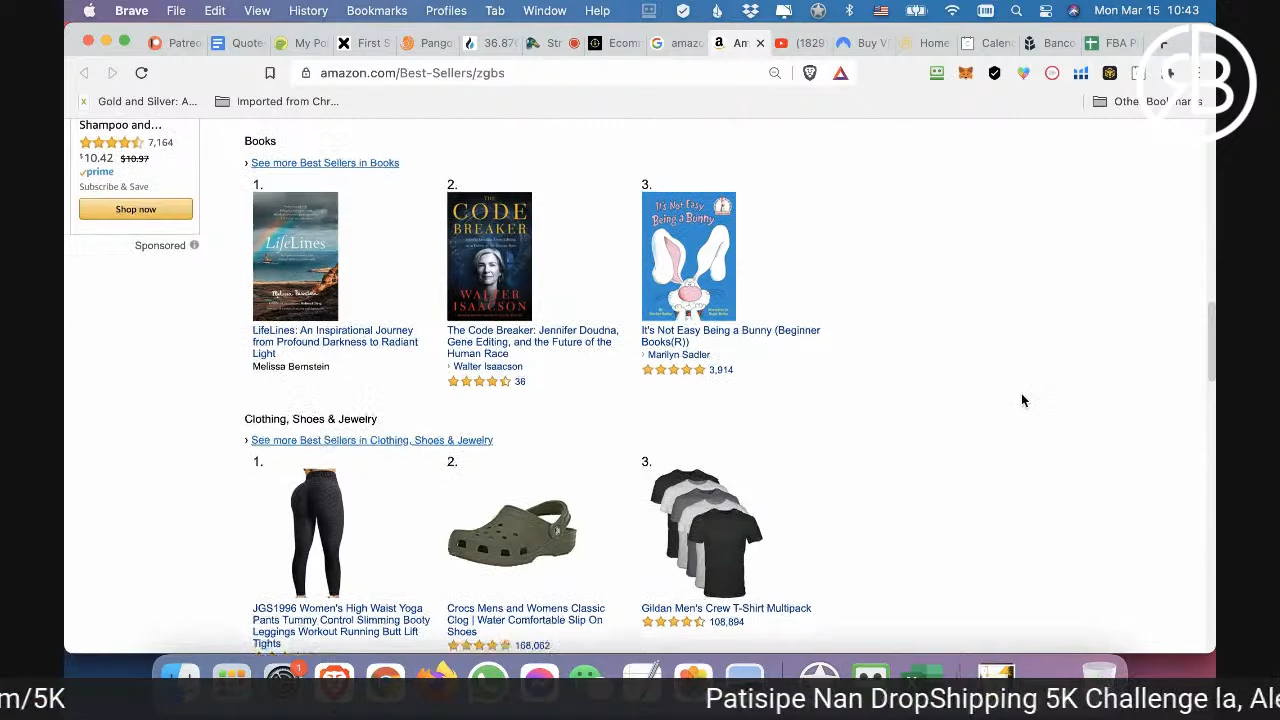 Brave File Edit View History Bookmarks Profiles Tab Window Help Mon Mar 15 10:43
Patreo Quote My Po First S Pango 36.0 Str Ecom amazo Am (1829 Buy V Home Calen Banco FBA P
amazon.com/Best-Sellers/zgbs
Gold and Silver: A... Imported from Chr... Other Bookmarks
Shampoo and...
7,164
$10.42 $10.97
prime
Subscribe & Save
Shop now
Sponsored
Books
› See more Best Sellers in Books
1. 2. 3.
LifeLines
Melissa Bernstein
THE
CODE
BREAKER
WALTER
ISAACSON
It's Not Easy
Being a Bunny
LifeLines: An Inspirational Journey
from Profound Darkness to Radiant
Light
Melissa Bernstein
The Code Breaker: Jennifer Doudna,
Gene Editing, and the Future of the
Human Race
› Walter Isaacson
36
It's Not Easy Being a Bunny (Beginner
Books(R))
› Marilyn Sadler
3,914
Clothing, Shoes & Jewelry
› See more Best Sellers in Clothing, Shoes & Jewelry
1. 2. 3.
JGS1996 Women's High Waist Yoga
Pants Tummy Control Slimming Booty
Leggings Workout Running Butt Lift
Tights
Crocs Mens and Womens Classic
Clog | Water Comfortable Slip On
Shoes
168,062
Gildan Men's Crew T-Shirt Multipack
108,894
1
m/5K Patisipe Nan DropShipping 5K Challenge la, Ale